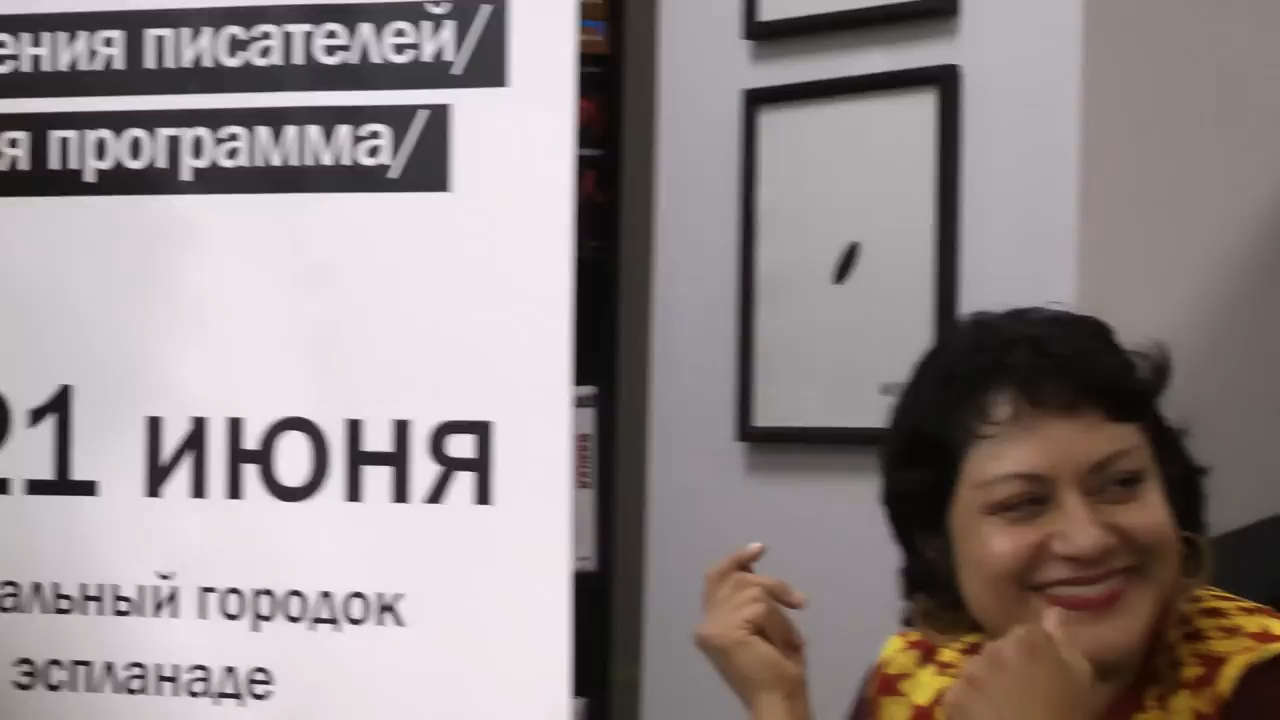 ения писателей/
я программа/
21 июня
альный городок
эспланаде